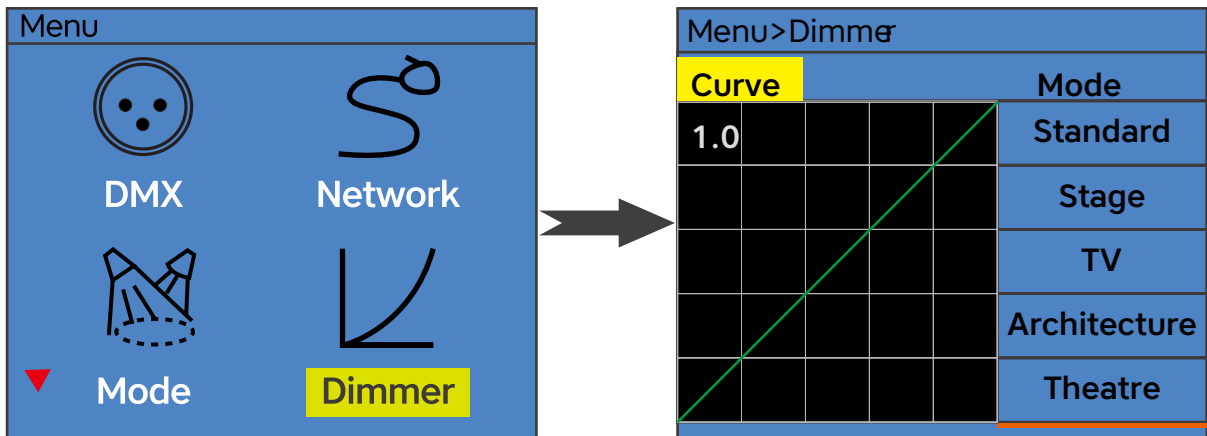 Menu
DMX
Network
Mode
Dimmer
Menu>Dimmer
Curve
Mode
1.0
Standard
Stage
TV
Architecture
Theatre